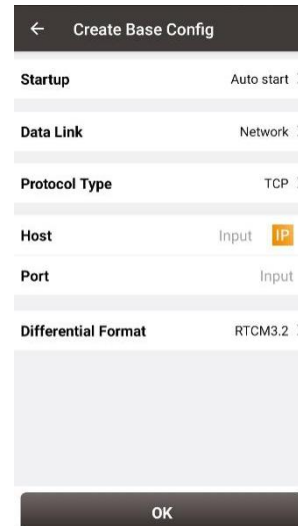 Create Base Config
Startup Auto start
Data Link Network
Protocol Type TCP
Host Input IP
Port Input
Differential Format RTCM3.2
OK